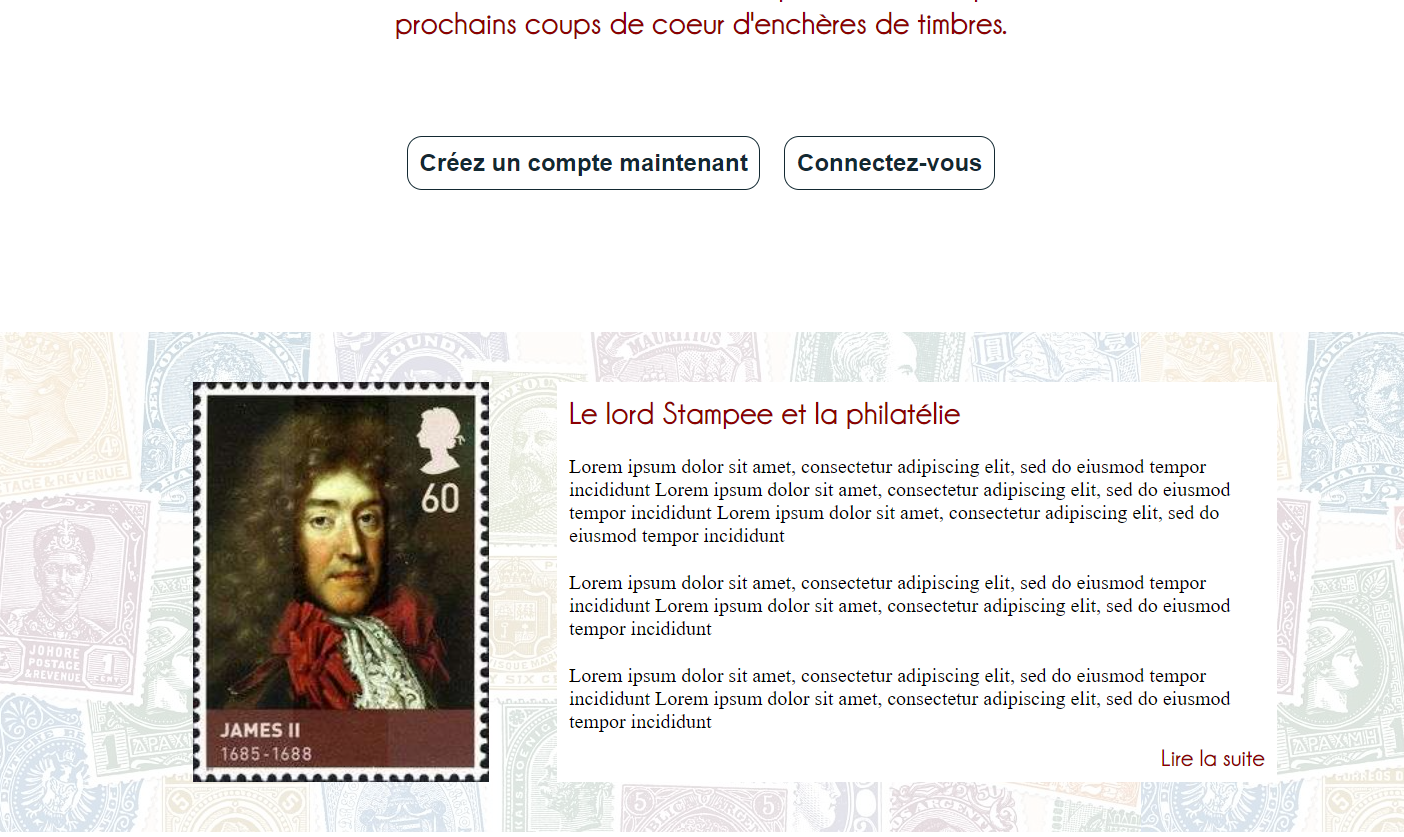 prochains coups de coeur d'enchères de timbres.
Créez un compte maintenant
Connectez-vous
MAURITIUS
Le lord Stampee et la philatélie
60
Lorem ipsum dolor sit amet, consectetur adipiscing elit, sed do eiusmod tempor
incididunt Lorem ipsum dolor sit amet, consectetur adipiscing elit, sed do eiusmod
tempor incididunt Lorem ipsum dolor sit amet, consectetur adipiscing elit, sed do
eiusmod tempor incididunt
Lorem ipsum dolor sit amet, consectetur adipiscing elit, sed do eiusmod tempor
incididunt Lorem ipsum dolor sit amet, consectetur adipiscing elit, sed do eiusmod
tempor incididunt
Lorem ipsum dolor sit amet, consectetur adipiscing elit, sed do eiusmod tempor
incididunt Lorem ipsum dolor sit amet, consectetur adipiscing elit, sed do eiusmod
tempor incididunt
JOHORE
POSTAGE
& REVENUE
JAMES II
1685-1688
Lire la suite